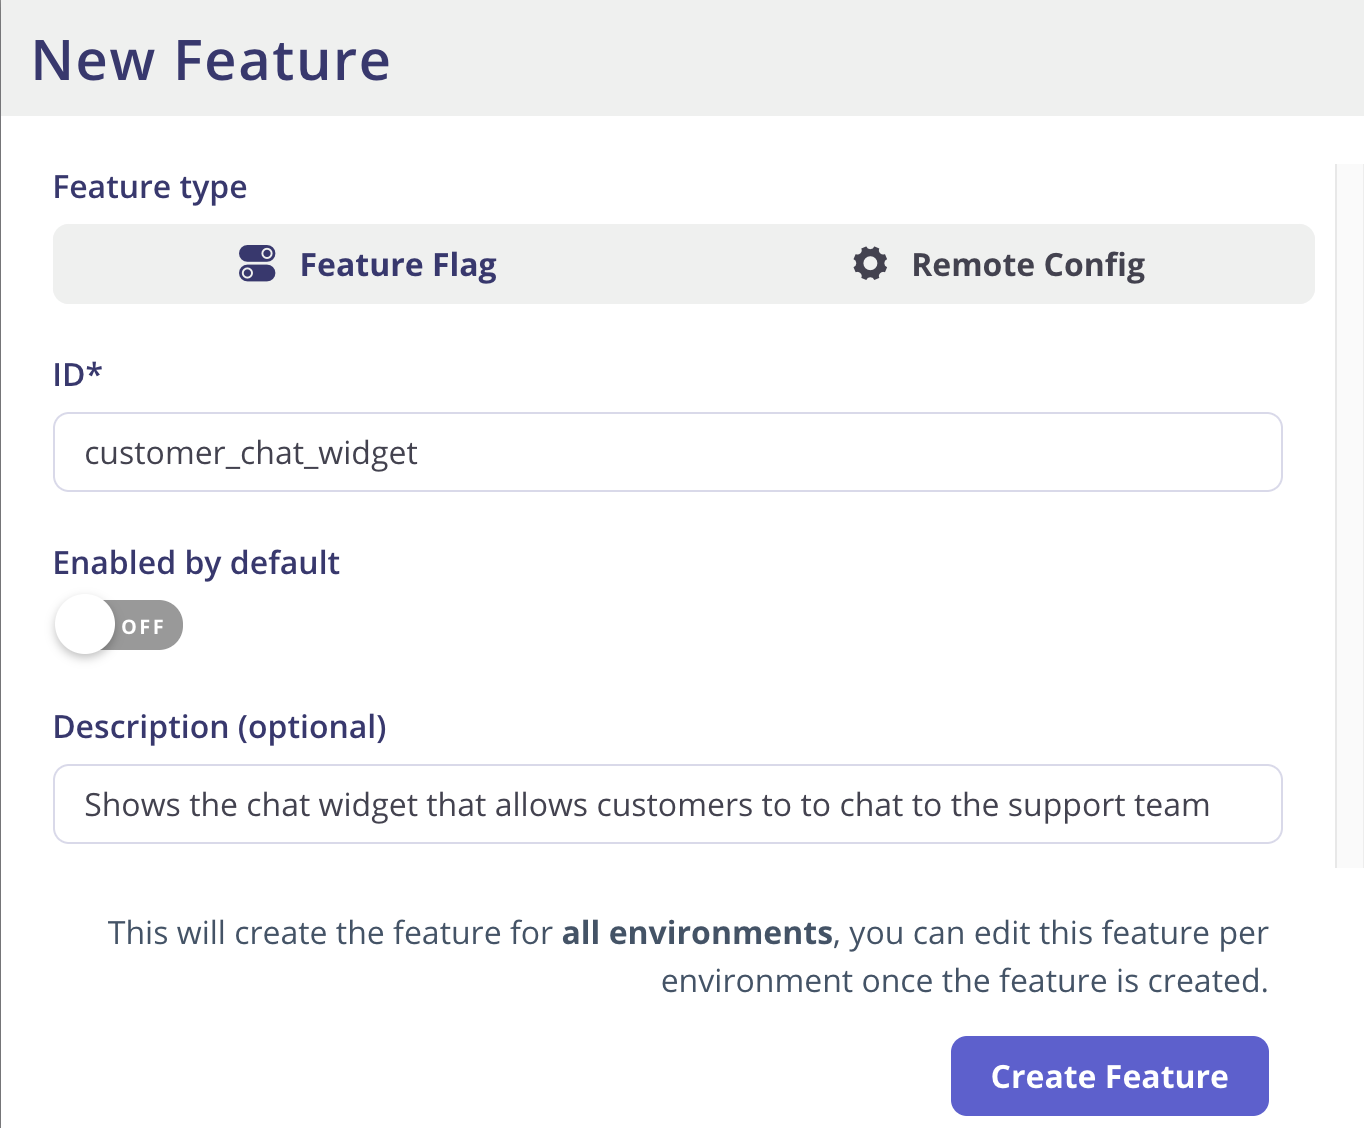 New Feature
Feature type
Feature Flag
Remote Config
ID*
customer_chat_widget
Enabled by default
OFF
Description (optional)
Shows the chat widget that allows customers to to chat to the support team
This will create the feature for all environments, you can edit this feature per
environment once the feature is created.
Create Feature